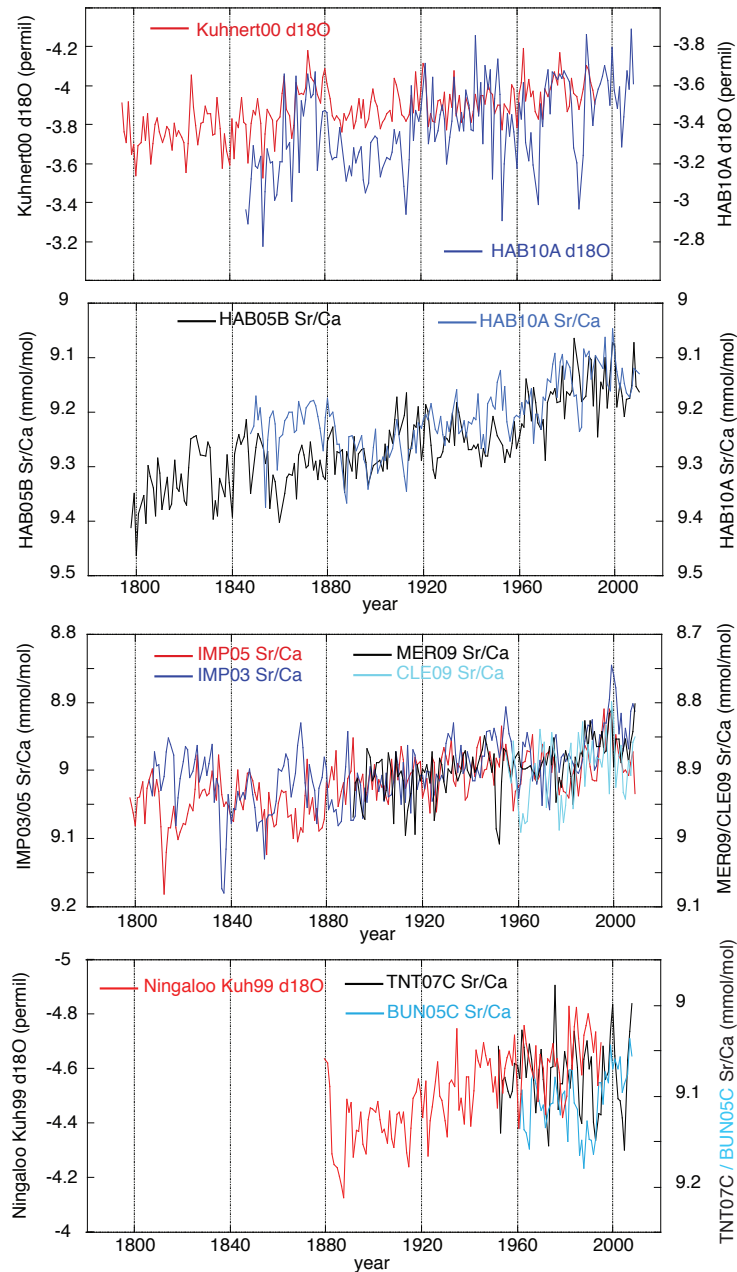 Kuhnert00 d18O
Kuhnert00 d18O (permil)
-4.2
-4
-3.8
-3.6
-3.4
-3.2
-3.8
-3.6
-3.4
-3.2
-3
-2.8
HAB10A d18O (permil)
HAB10A d18O
HAB05B Sr/Ca
HAB10A Sr/Ca
HAB05B Sr/Ca (mmol/mol)
9
9.1
9.2
9.3
9.4
9.5
9
9.1
9.2
9.3
9.4
9.5
HAB10A Sr/Ca (mmol/mol)
1800 1840 1880 1920 1960 2000
year
IMP05 Sr/Ca
MER09 Sr/Ca
IMP03 Sr/Ca
CLE09 Sr/Ca
IMP03/05 Sr/Ca (mmol/mol)
8.8
8.9
9
9.1
9.2
8.7
8.8
8.9
9
9.1
MER09/CLE09 Sr/Ca (mmol/mol)
1800 1840 1880 1920 1960 2000
year
Ningaloo Kuh99 d18O
TNT07C Sr/Ca
BUN05C Sr/Ca
Ningaloo Kuh99 d18O (permil)
-5
-4.8
-4.6
-4.4
-4.2
-4
9
9.1
9.2
TNT07C / BUN05C Sr/Ca (mmol/mol)
1800 1840 1880 1920 1960 2000
year